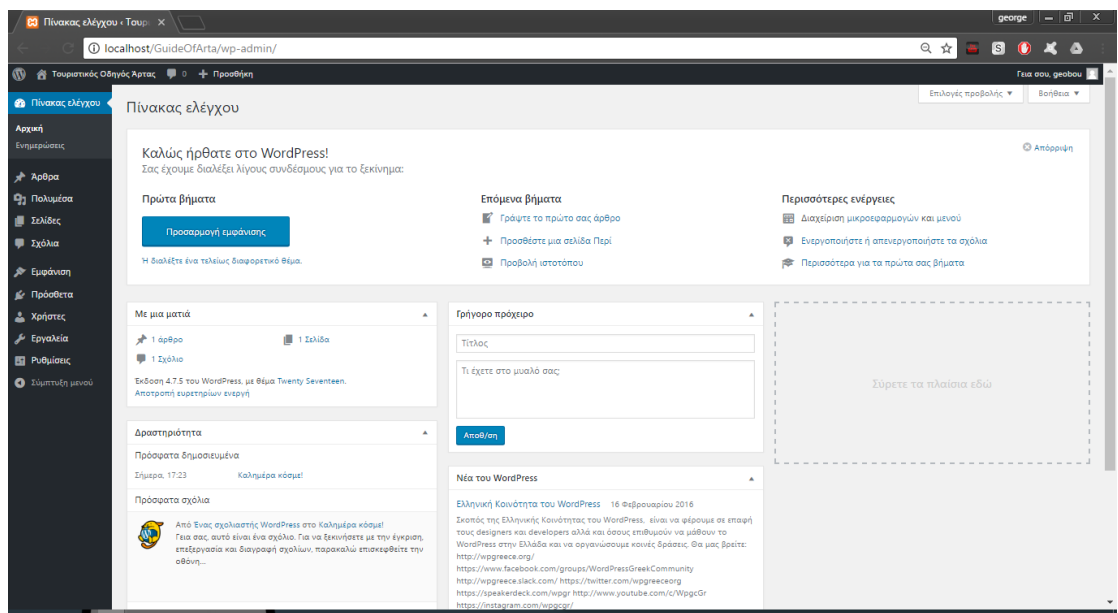 Πίνακας ελέγχου ‹ Τουρι
george
localhost/GuideOfArta/wp-admin/
Τουριστικός Οδηγός Άρτας 0 Προσθήκη
Γεια σου, geobou
Πίνακας ελέγχου
Αρχική
Ενημερώσεις
Άρθρα
Πολυμέσα
Σελίδες
Σχόλια
Εμφάνιση
Πρόσθετα
Χρήστες
Εργαλεία
Ρυθμίσεις
Σύμπτυξη μενού
Επιλογές προβολής ▼
Βοήθεια ▼
Πίνακας ελέγχου
Καλώς ήρθατε στο WordPress!
Απόρριψη
Σας έχουμε διαλέξει λίγους συνδέσμους για το ξεκίνημα:
Πρώτα βήματα
Προσαρμογή εμφάνισης
Ή διαλέξτε ένα τελείως διαφορετικό θέμα.
Επόμενα βήματα
Γράψτε το πρώτο σας άρθρο
Προσθέστε μια σελίδα Περί
Προβολή ιστοτόπου
Περισσότερες ενέργειες
Διαχείριση μικροεφαρμογών και μενού
Ενεργοποιήστε ή απενεργοποιήστε τα σχόλια
Περισσότερα για τα πρώτα σας βήματα
Με μια ματιά
1 άρθρο
1 Σελίδα
1 Σχόλιο
Έκδοση 4.7.5 του WordPress, με θέμα Twenty Seventeen.
Αποτροπή ευρετηρίων ενεργή
Δραστηριότητα
Πρόσφατα δημοσιευμένα
Σήμερα, 17:23 Καλημέρα κόσμε!
Πρόσφατα σχόλια
Από Ένας σχολιαστής WordPress στο Καλημέρα κόσμε!
Γεια σας, αυτό είναι ένα σχόλιο. Για να ξεκινήσετε με την έγκριση,
επεξεργασία και διαγραφή σχολίων, παρακαλώ επισκεφθείτε την
οθόνη...
Γρήγορο πρόχειρο
Τίτλος
Τι έχετε στο μυαλό σας;
Αποθ/ση
Νέα του WordPress
Ελληνική Κοινότητα του WordPress 16 Φεβρουαρίου 2016
Σκοπός της Ελληνικής Κοινότητας του WordPress, είναι να φέρουμε σε επαφή
τους designers και developers αλλά και όσους επιθυμούν να μάθουν το
WordPress στην Ελλάδα και να οργανώσουμε κοινές δράσεις. Θα μας βρείτε:
http://wpgreece.org/
https://www.facebook.com/groups/WordPressGreekCommunity
http://wpgreece.slack.com/ https://twitter.com/wpgreeceorg
https://speakerdeck.com/wpgr http://www.youtube.com/c/WpgcGr
https://instagram.com/wpgcgr/
Σύρετε τα πλαίσια εδώ